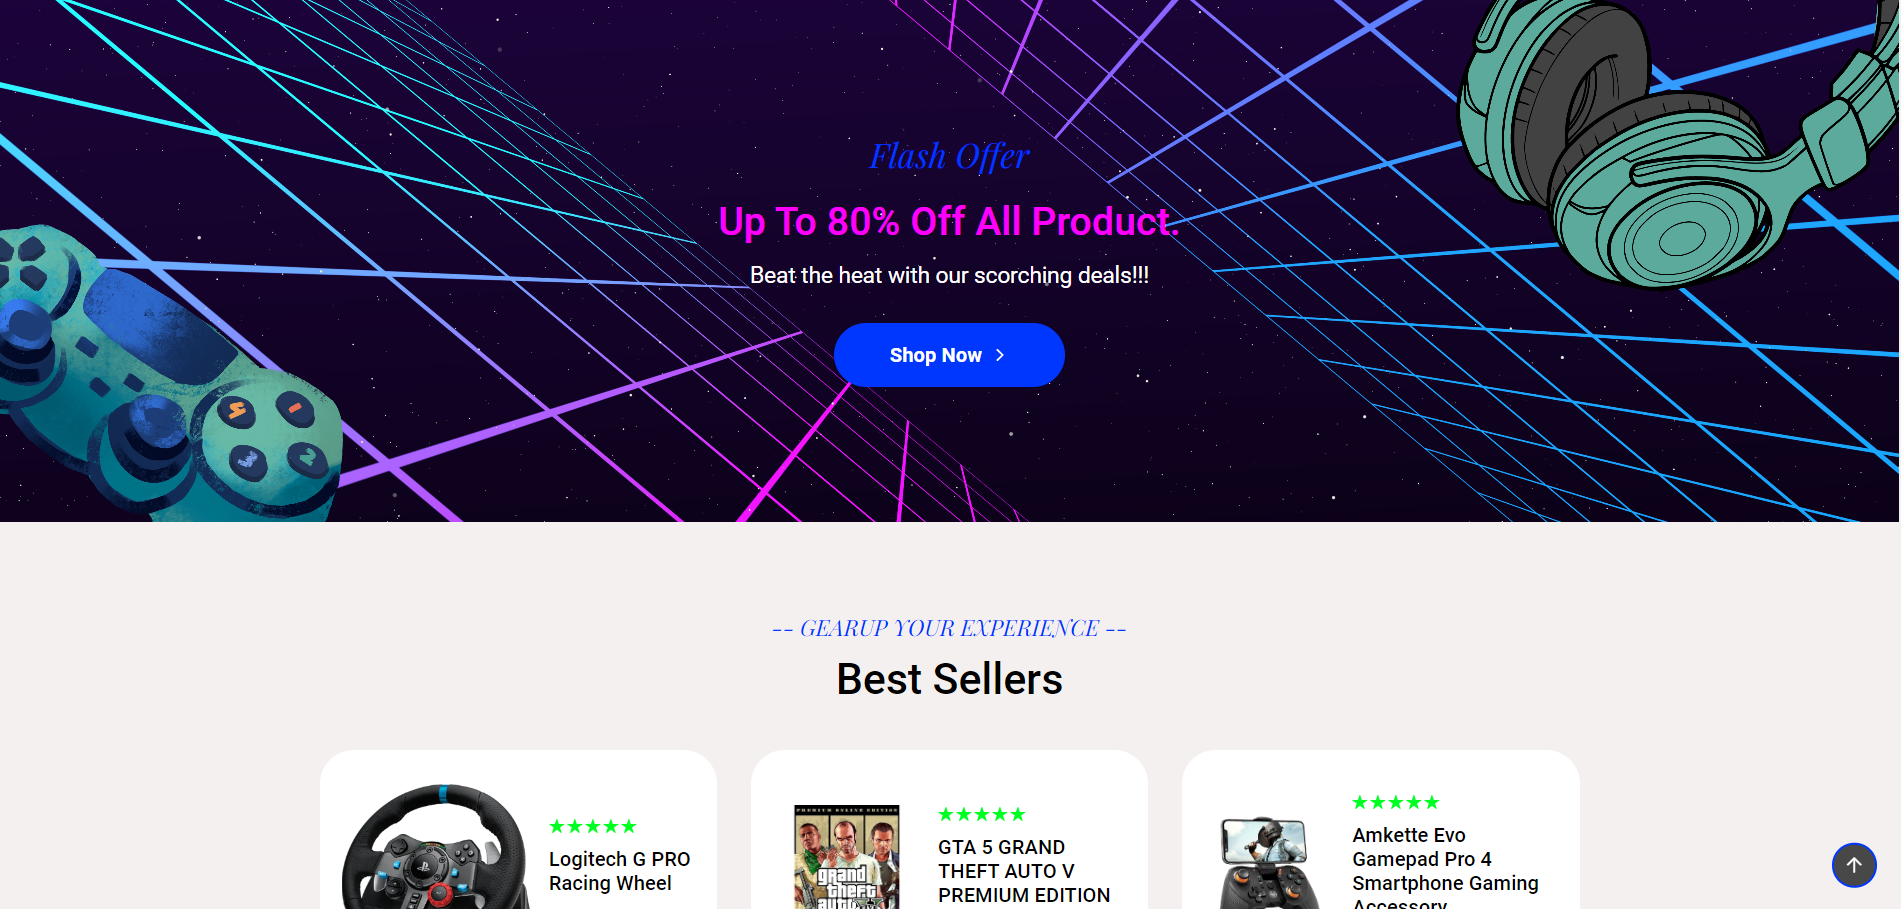 Flash Offer
Up To 80% Off All Product.
Beat the heat with our scorching deals!!!
Shop Now
-- GEARUP YOUR EXPERIENCE --
Best Sellers
Logitech G PRO
Racing Wheel
PREMIUM ONLINE EDITION
grand
theft
auto
GTA 5 GRAND
THEFT AUTO V
PREMIUM EDITION
Amkette Evo
Gamepad Pro 4
Smartphone Gaming
Accessory